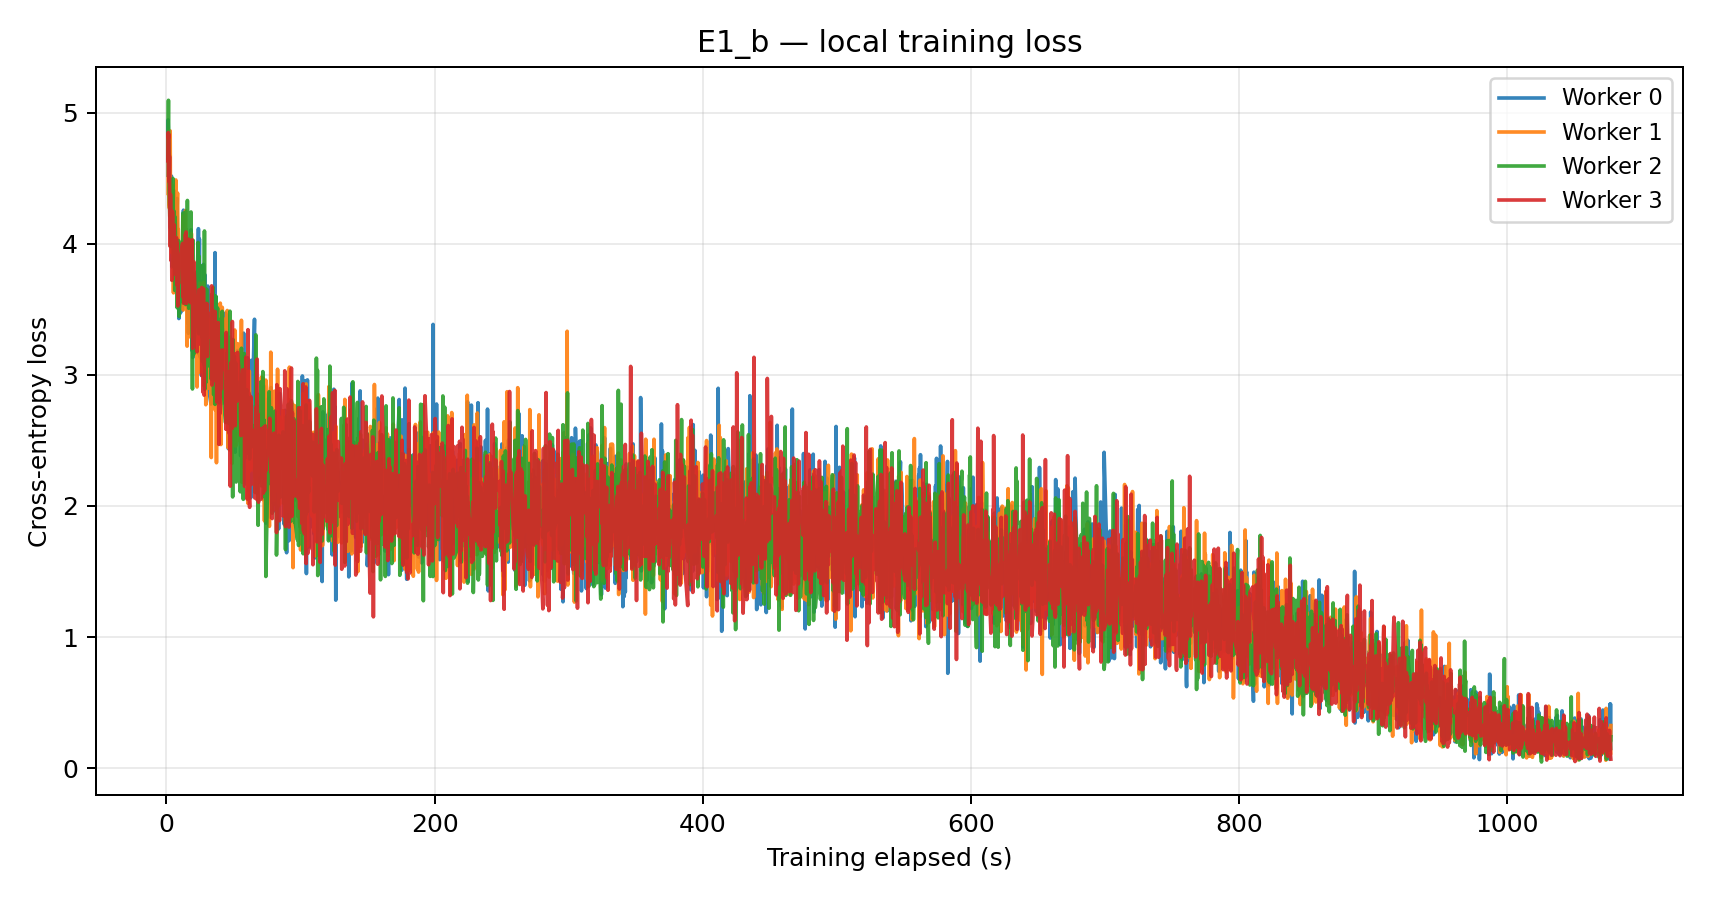 E1_b — local training loss
Cross-entropy loss
5
4
3
2
1
0
0 200 400 600 800 1000
Training elapsed (s)
Worker 0
Worker 1
Worker 2
Worker 3